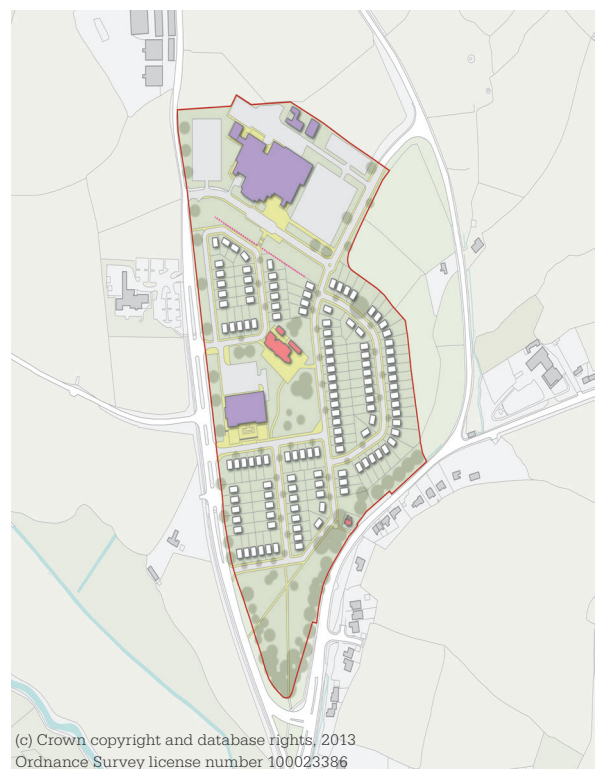 (c) Crown copyright and database rights, 2013
Ordnance Survey license number 100023386